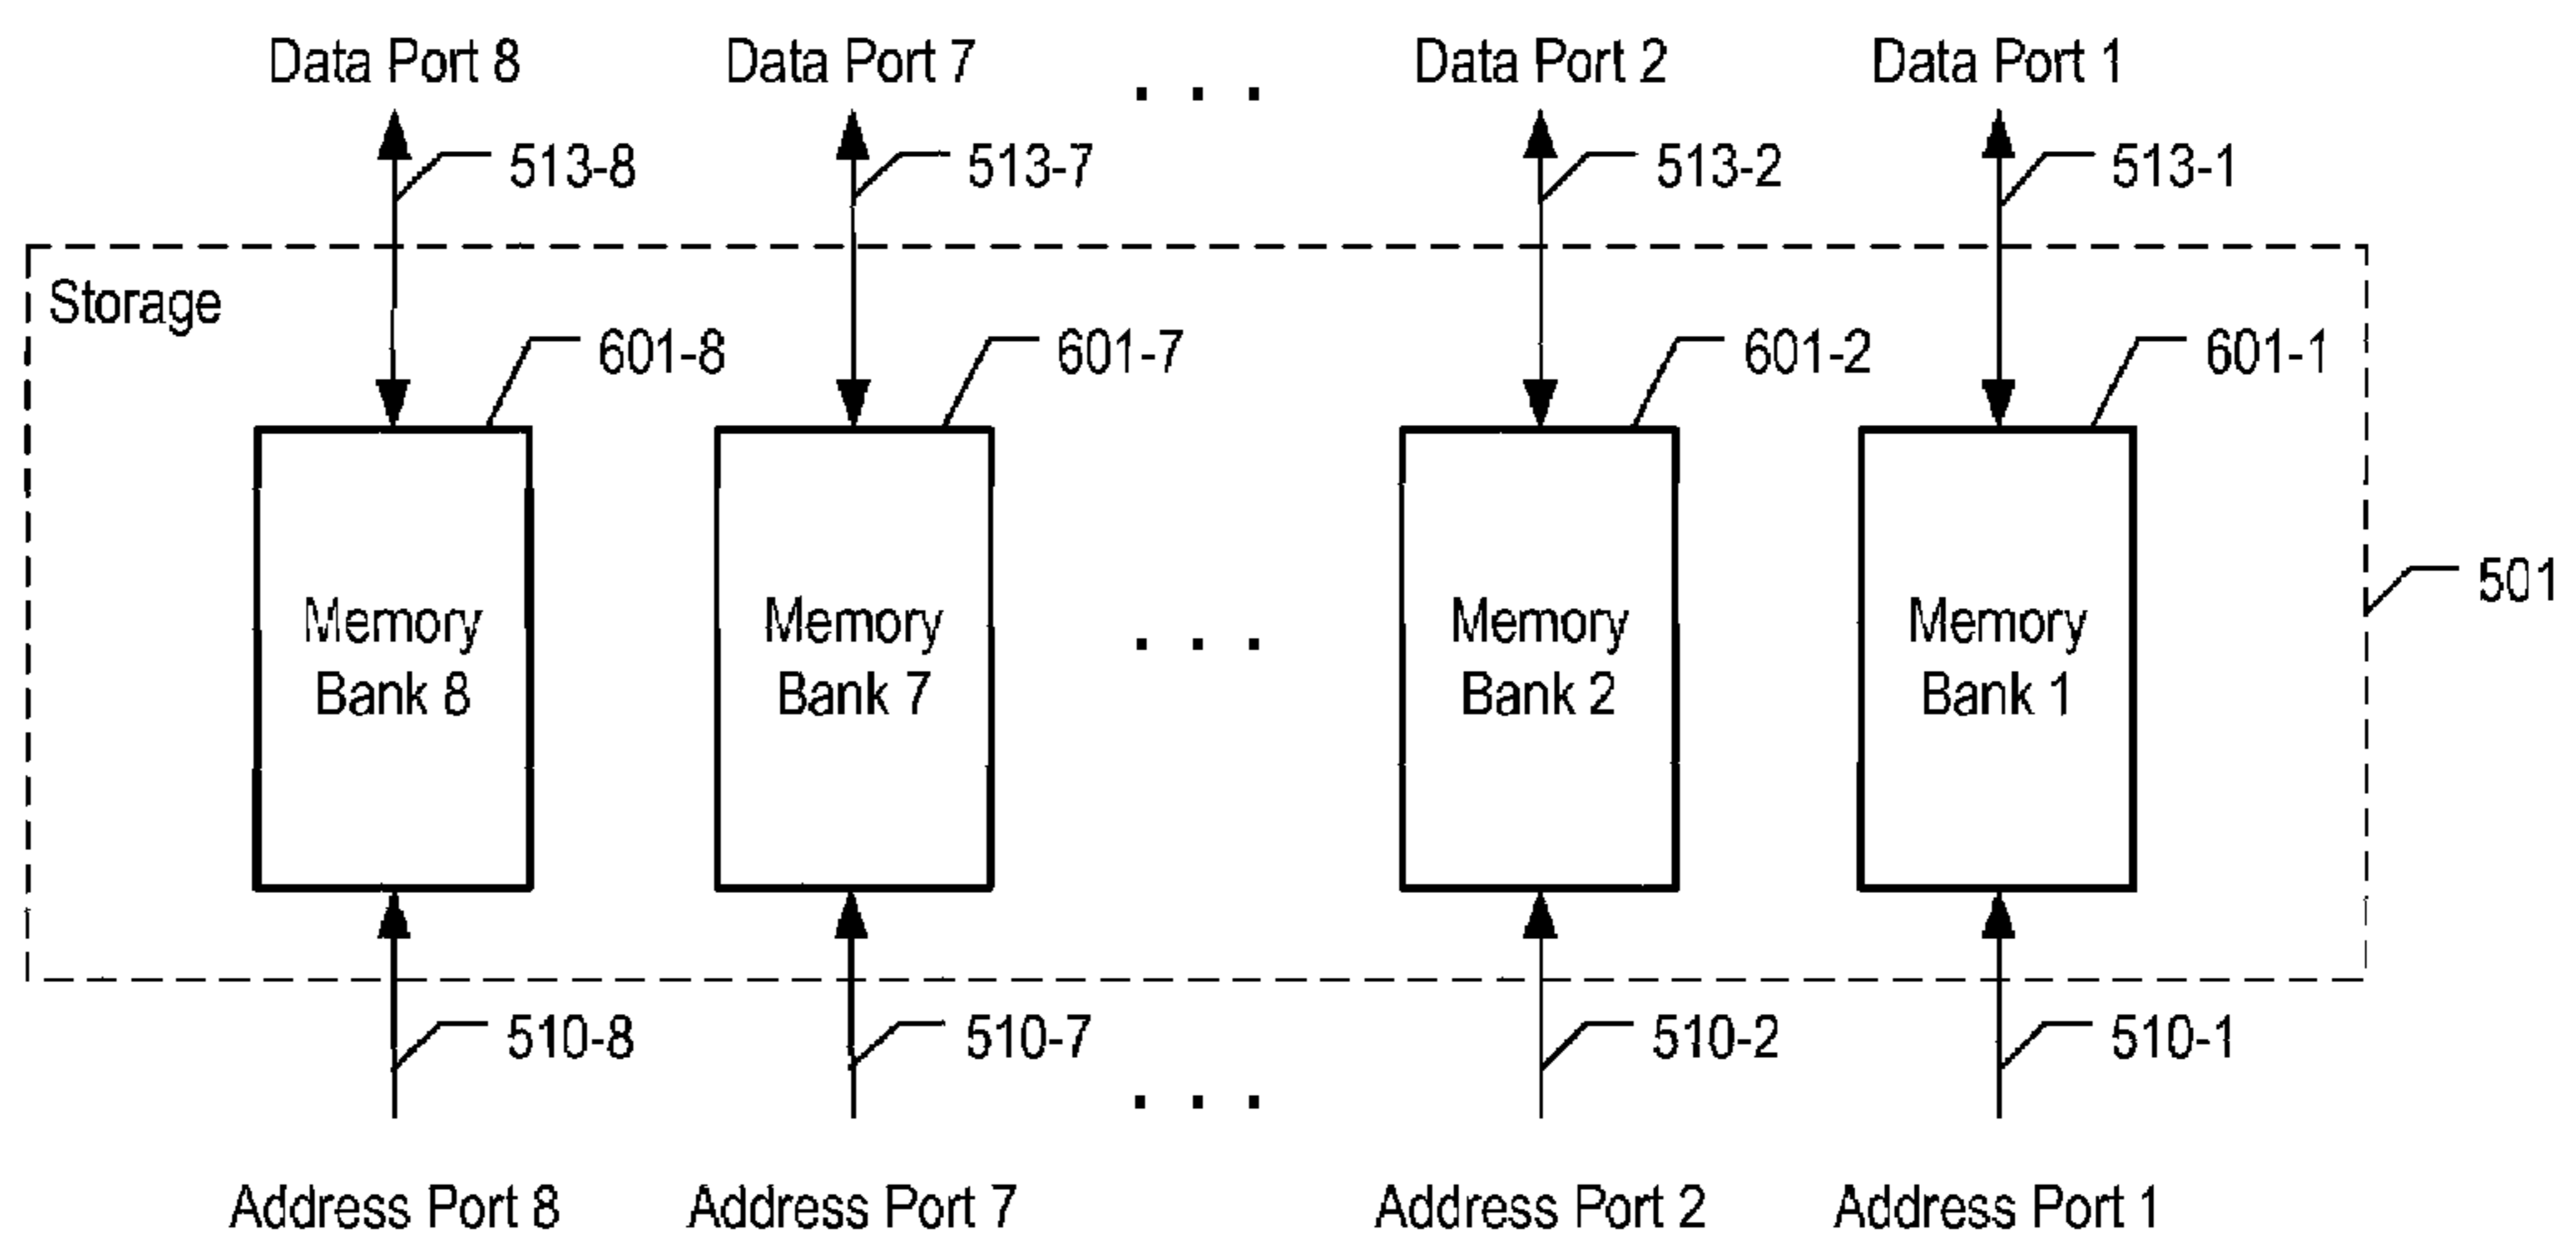 Data Port 8 Data Port 7 . . . Data Port 2 Data Port 1
513-8 513-7 513-2 513-1
Storage
601-8 601-7 601-2 601-1
501
Memory Memory Memory Memory
Bank 8 Bank 7 . . . Bank 2 Bank 1
510-8 510-7 510-2 510-1
. . .
Address Port 8 Address Port 7 Address Port 2 Address Port 1